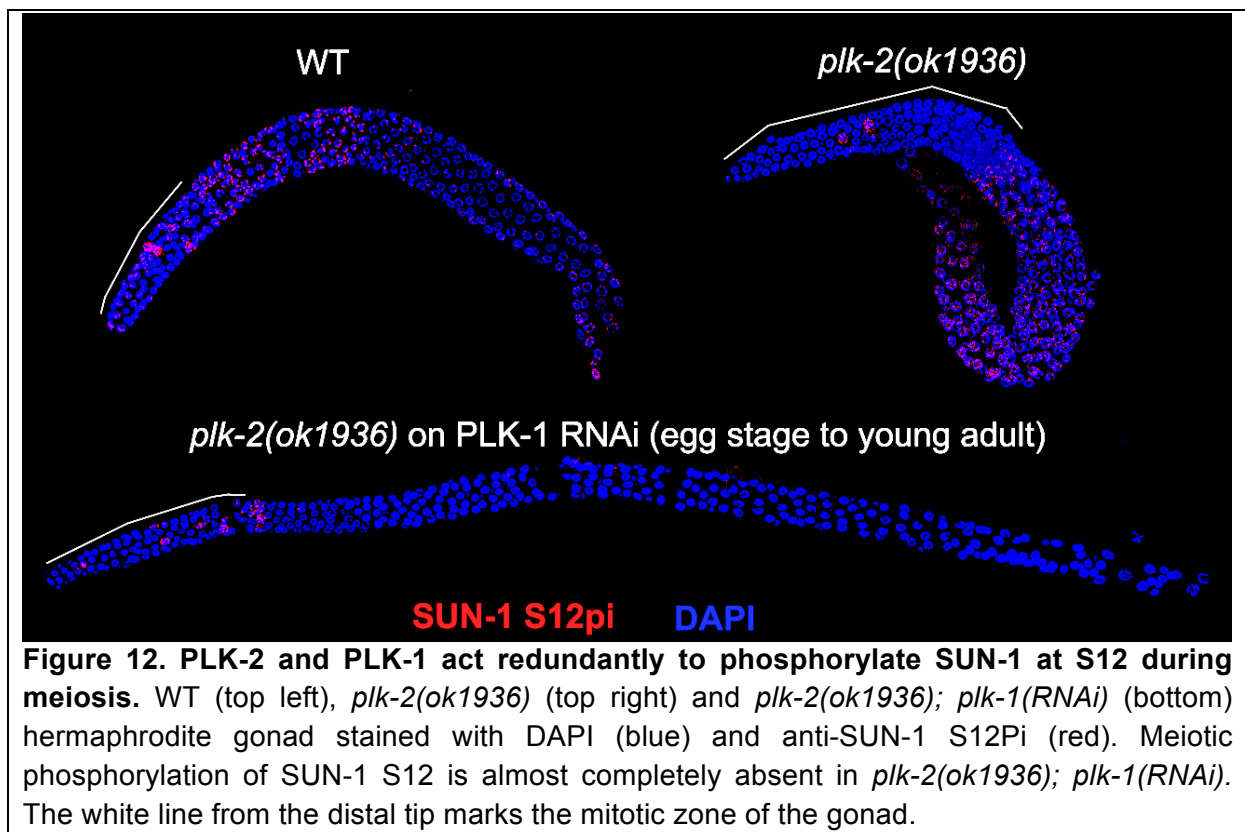 WT
plk-2(ok1936)
plk-2(ok1936) on PLK-1 RNAi (egg stage to young adult)
SUN-1 S12pi DAPI
Figure 12. PLK-2 and PLK-1 act redundantly to phosphorylate SUN-1 at S12 during
meiosis. WT (top left), plk-2(ok1936) (top right) and plk-2(ok1936); plk-1(RNAi) (bottom)
hermaphrodite gonad stained with DAPI (blue) and anti-SUN-1 S12Pi (red). Meiotic
phosphorylation of SUN-1 S12 is almost completely absent in plk-2(ok1936); plk-1(RNAi).
The white line from the distal tip marks the mitotic zone of the gonad.